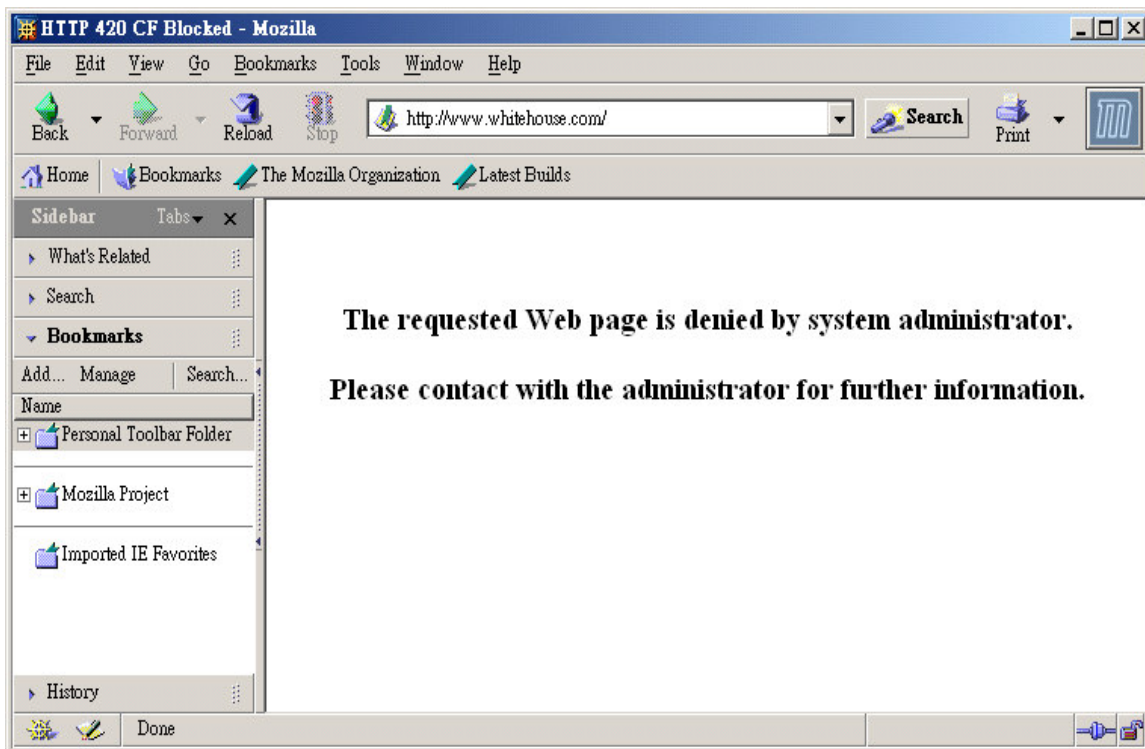 HTTP 420 CF Blocked - Mozilla
File Edit View Go Bookmarks Tools Window Help
Back Forward Reload Stop http://www.whitehouse.com/ Search Print
Home Bookmarks The Mozilla Organization Latest Builds
Sidebar Tabs
What's Related
Search
Bookmarks
Add... Manage Search...
Name
Personal Toolbar Folder
Mozilla Project
Imported IE Favorites
History
The requested Web page is denied by system administrator.
Please contact with the administrator for further information.
Done